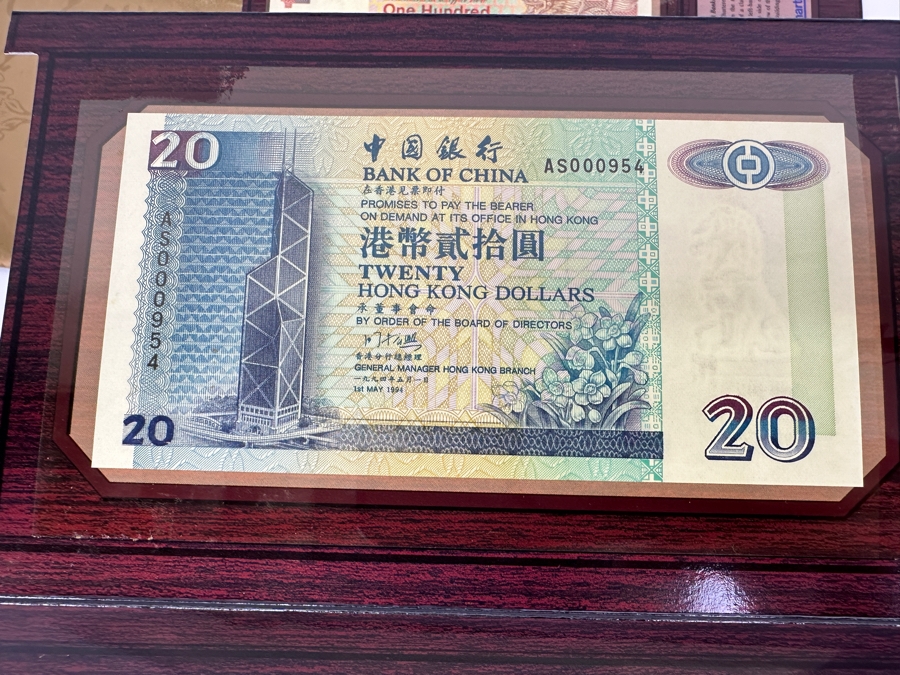 One Hundred
20
中國銀行
BANK OF CHINA
AS000954
在香港見票即付
PROMISES TO PAY THE BEARER
ON DEMAND AT ITS OFFICE IN HONG KONG
港幣貳拾圓
TWENTY
HONG KONG DOLLARS
承董事會命
BY ORDER OF THE BOARD OF DIRECTORS
香港分行總經理
GENERAL MANAGER HONG KONG BRANCH
一九九四年五月一日
1st MAY 1994
AS000954
20
20